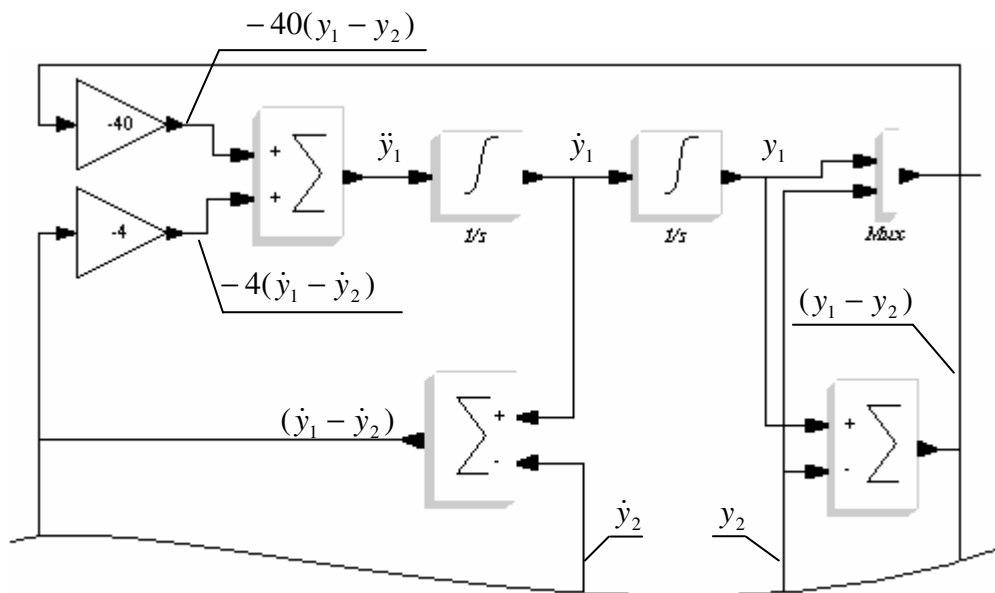 −40(y₁ − y₂)
-40
+
+
∑
ÿ₁
1/s
ẏ₁
1/s
y₁
Mux
-4
−4(ẏ₁ − ẏ₂)
(y₁ − y₂)
(ẏ₁ − ẏ₂)
∑
+
-
+
-
∑
ẏ₂
y₂